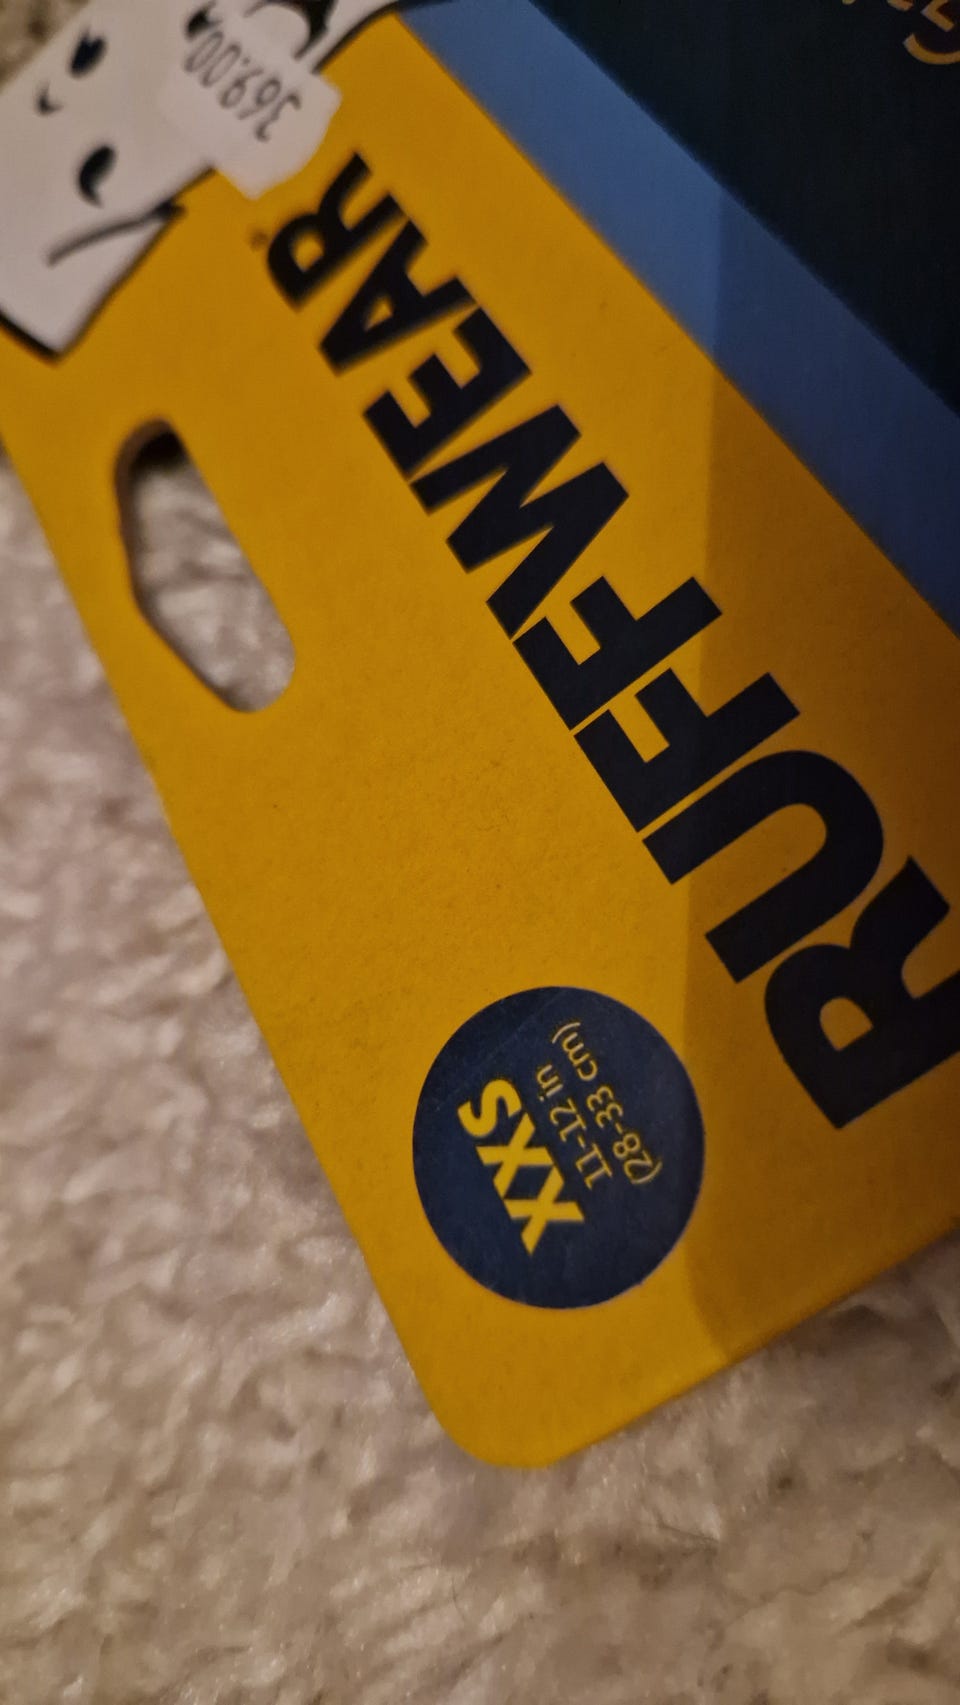 369.00
RUFFWEAR
XXS
11-12 in
(28-33 cm)